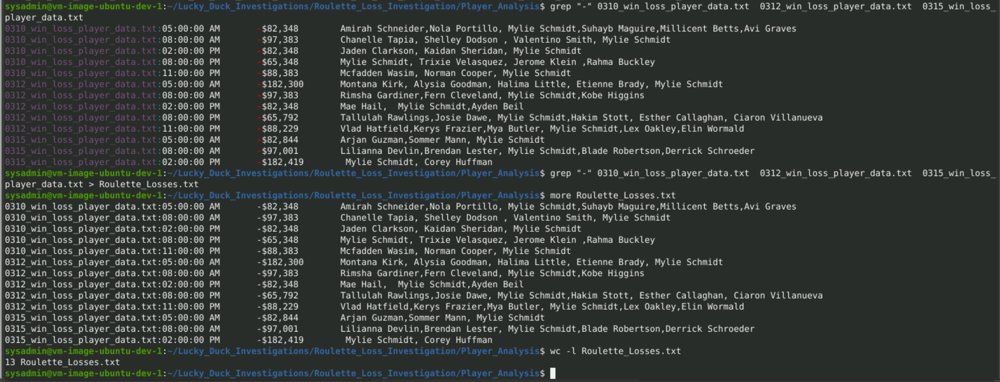 sysadmin@vm-image-ubuntu-dev-1:~/Lucky_Duck_Investigations/Roulette_Loss_Investigation/Player_Analysis$ grep "-" 0310_win_loss_player_data.txt  0312_win_loss_player_data.txt  0315_win_loss_
player_data.txt
0310_win_loss_player_data.txt:05:00:00 AM       -$82,348        Amirah Schneider,Nola Portillo, Mylie Schmidt,Suhayb Maguire,Millicent Betts,Avi Graves
0310_win_loss_player_data.txt:08:00:00 AM       -$97,383        Chanelle Tapia, Shelley Dodson , Valentino Smith, Mylie Schmidt
0310_win_loss_player_data.txt:02:00:00 PM       -$82,348        Jaden Clarkson, Kaidan Sheridan, Mylie Schmidt
0310_win_loss_player_data.txt:08:00:00 PM       -$65,348        Mylie Schmidt, Trixie Velasquez, Jerome Klein ,Rahma Buckley
0310_win_loss_player_data.txt:11:00:00 PM       -$88,383        Mcfadden Wasim, Norman Cooper, Mylie Schmidt
0312_win_loss_player_data.txt:05:00:00 AM       -$182,300       Montana Kirk, Alysia Goodman, Halima Little, Etienne Brady, Mylie Schmidt
0312_win_loss_player_data.txt:08:00:00 AM       -$97,383        Rimsha Gardiner,Fern Cleveland, Mylie Schmidt,Kobe Higgins
0312_win_loss_player_data.txt:02:00:00 PM       -$82,348        Mae Hail,  Mylie Schmidt,Ayden Beil
0312_win_loss_player_data.txt:08:00:00 PM       -$65,792        Tallulah Rawlings,Josie Dawe, Mylie Schmidt,Hakim Stott, Esther Callaghan, Ciaron Villanueva
0312_win_loss_player_data.txt:11:00:00 PM       -$88,229        Vlad Hatfield,Kerys Frazier,Mya Butler, Mylie Schmidt,Lex Oakley,Elin Wormald
0315_win_loss_player_data.txt:05:00:00 AM       -$82,844        Arjan Guzman,Sommer Mann, Mylie Schmidt
0315_win_loss_player_data.txt:08:00:00 AM       -$97,001        Lilianna Devlin,Brendan Lester, Mylie Schmidt,Blade Robertson,Derrick Schroeder
0315_win_loss_player_data.txt:02:00:00 PM       -$182,419        Mylie Schmidt, Corey Huffman
sysadmin@vm-image-ubuntu-dev-1:~/Lucky_Duck_Investigations/Roulette_Loss_Investigation/Player_Analysis$ grep "-" 0310_win_loss_player_data.txt  0312_win_loss_player_data.txt  0315_win_loss_
player_data.txt > Roulette_Losses.txt
sysadmin@vm-image-ubuntu-dev-1:~/Lucky_Duck_Investigations/Roulette_Loss_Investigation/Player_Analysis$ more Roulette_Losses.txt
0310_win_loss_player_data.txt:05:00:00 AM       -$82,348        Amirah Schneider,Nola Portillo, Mylie Schmidt,Suhayb Maguire,Millicent Betts,Avi Graves
0310_win_loss_player_data.txt:08:00:00 AM       -$97,383        Chanelle Tapia, Shelley Dodson , Valentino Smith, Mylie Schmidt
0310_win_loss_player_data.txt:02:00:00 PM       -$82,348        Jaden Clarkson, Kaidan Sheridan, Mylie Schmidt
0310_win_loss_player_data.txt:08:00:00 PM       -$65,348        Mylie Schmidt, Trixie Velasquez, Jerome Klein ,Rahma Buckley
0310_win_loss_player_data.txt:11:00:00 PM       -$88,383        Mcfadden Wasim, Norman Cooper, Mylie Schmidt
0312_win_loss_player_data.txt:05:00:00 AM       -$182,300       Montana Kirk, Alysia Goodman, Halima Little, Etienne Brady, Mylie Schmidt
0312_win_loss_player_data.txt:08:00:00 AM       -$97,383        Rimsha Gardiner,Fern Cleveland, Mylie Schmidt,Kobe Higgins
0312_win_loss_player_data.txt:02:00:00 PM       -$82,348        Mae Hail,  Mylie Schmidt,Ayden Beil
0312_win_loss_player_data.txt:08:00:00 PM       -$65,792        Tallulah Rawlings,Josie Dawe, Mylie Schmidt,Hakim Stott, Esther Callaghan, Ciaron Villanueva
0312_win_loss_player_data.txt:11:00:00 PM       -$88,229        Vlad Hatfield,Kerys Frazier,Mya Butler, Mylie Schmidt,Lex Oakley,Elin Wormald
0315_win_loss_player_data.txt:05:00:00 AM       -$82,844        Arjan Guzman,Sommer Mann, Mylie Schmidt
0315_win_loss_player_data.txt:08:00:00 AM       -$97,001        Lilianna Devlin,Brendan Lester, Mylie Schmidt,Blade Robertson,Derrick Schroeder
0315_win_loss_player_data.txt:02:00:00 PM       -$182,419        Mylie Schmidt, Corey Huffman
sysadmin@vm-image-ubuntu-dev-1:~/Lucky_Duck_Investigations/Roulette_Loss_Investigation/Player_Analysis$ wc -l Roulette_Losses.txt
13 Roulette_Losses.txt
sysadmin@vm-image-ubuntu-dev-1:~/Lucky_Duck_Investigations/Roulette_Loss_Investigation/Player_Analysis$